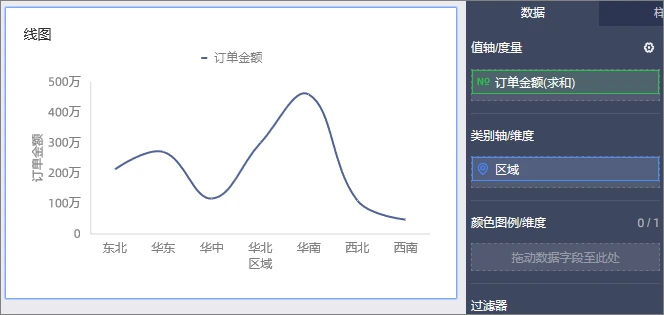 线图
订单金额
500万
400万
300万
200万
100万
0
订单金额
东北 华东 华中 华北 华南 西北 西南
区域
数据
值轴/度量
№ 订单金额(求和)
类别轴/维度
区域
颜色图例/维度 0 / 1
拖动数据字段至此处
过滤器